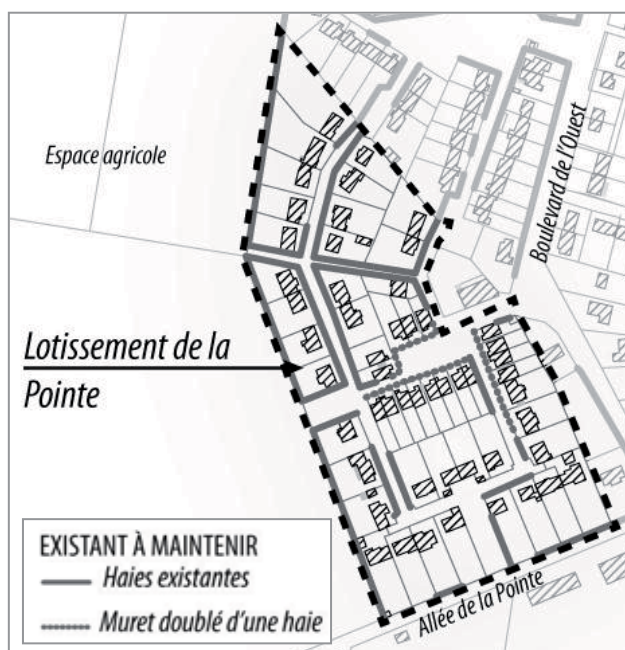 Espace agricole
Boulevard de l'Ouest
Lotissement de la
Pointe
EXISTANT À MAINTENIR
Haies existantes
Muret doublé d'une haie
Allée de la Pointe